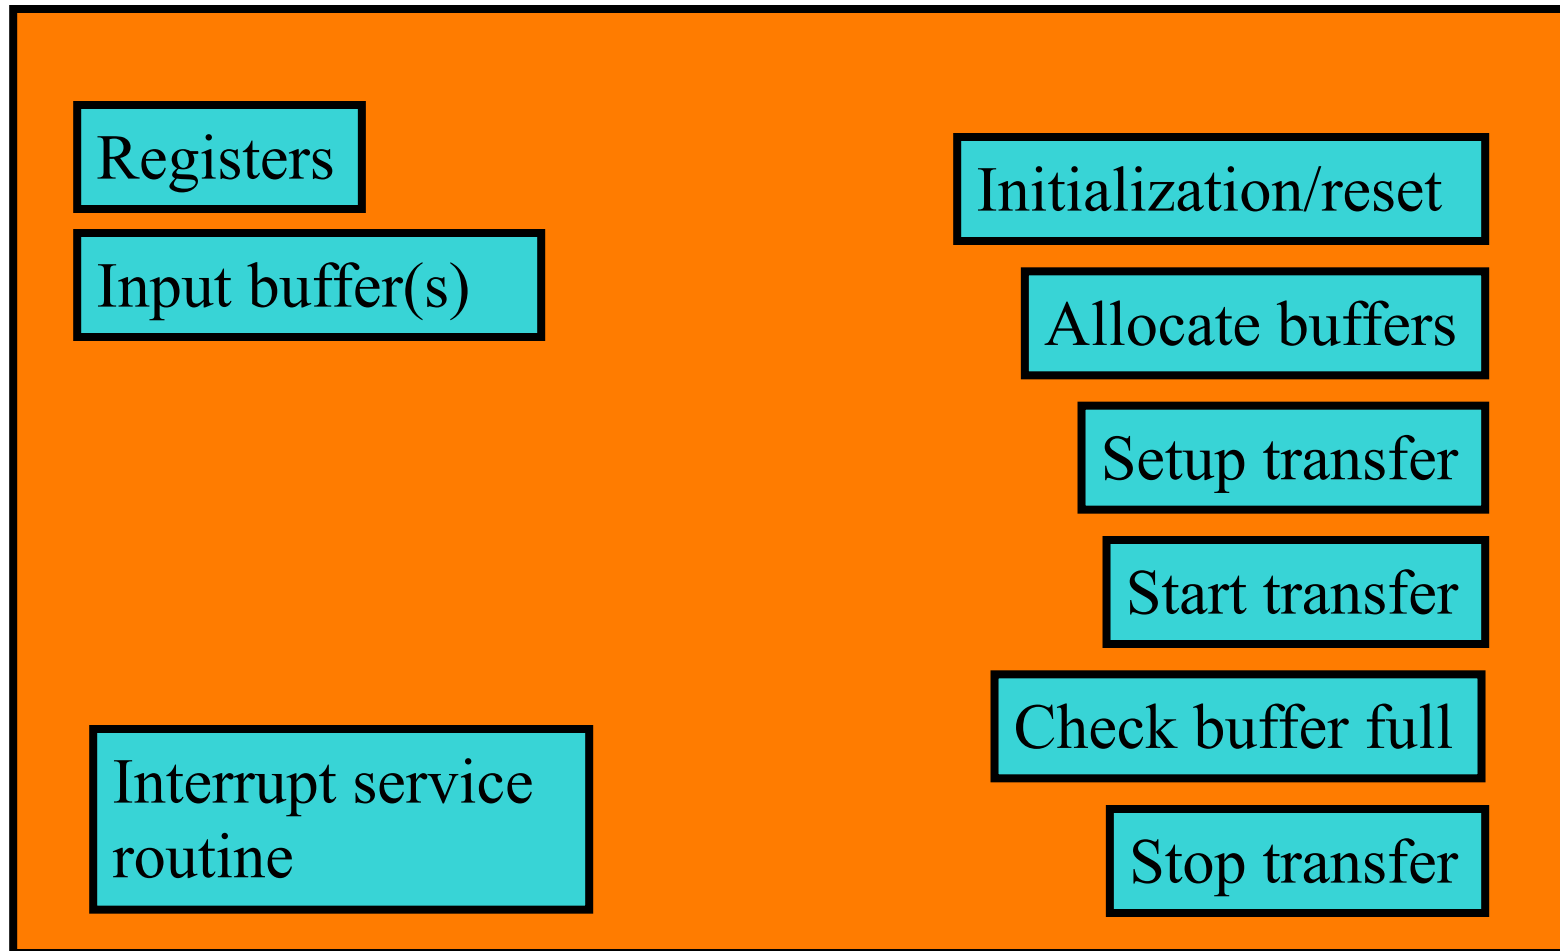 Registers
Input buffer(s)
Interrupt service
routine
Initialization/reset
Allocate buffers
Setup transfer
Start transfer
Check buffer full
Stop transfer